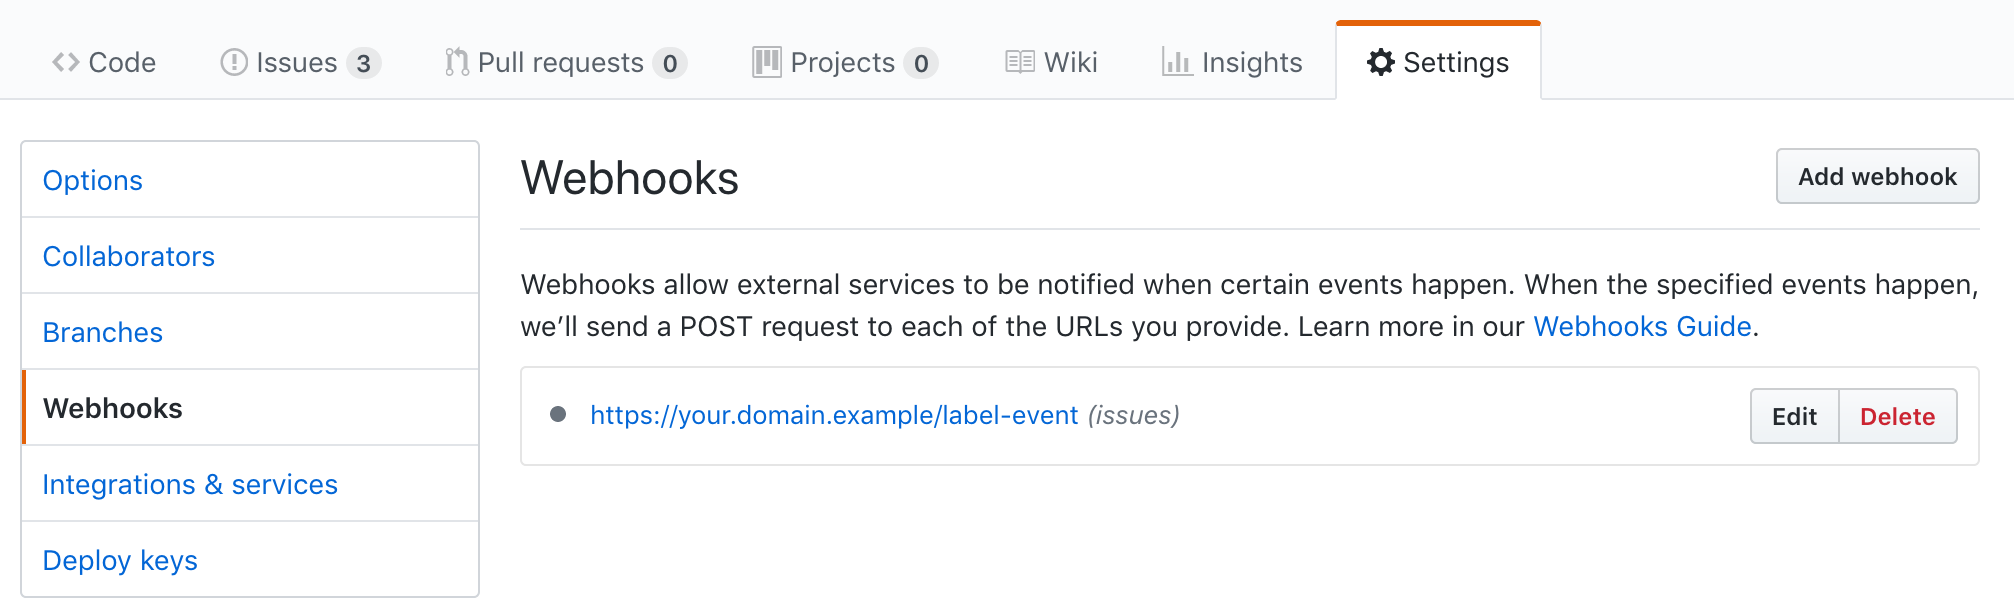 Code Issues 3 Pull requests 0 Projects 0 Wiki Insights Settings
Options
Collaborators
Branches
Webhooks
Integrations & services
Deploy keys
Webhooks
Add webhook
Webhooks allow external services to be notified when certain events happen. When the specified events happen,
we’ll send a POST request to each of the URLs you provide. Learn more in our Webhooks Guide.
https://your.domain.example/label-event (issues)
Edit Delete